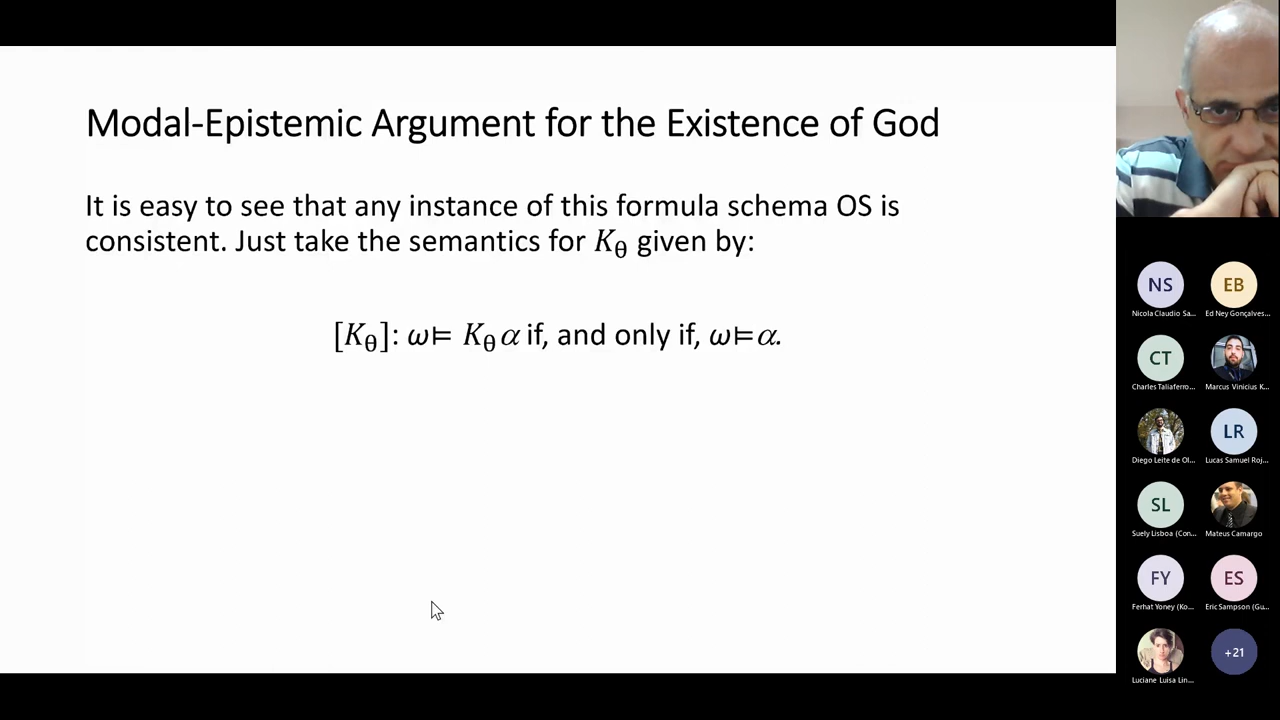 Modal-Epistemic Argument for the Existence of God
It is easy to see that any instance of this formula schema OS is
consistent. Just take the semantics for K_θ given by:
[K_θ]: ω⊨ K_θ α if, and only if, ω⊨α.
NS
EB
Nicola Claudio Sa...
Ed Ney Gonçalves...
CT
Charles Taliaferro...
Marcus Vinicius K...
LR
Diego Leite de Ol...
Lucas Samuel Roj...
SL
Suely Lisboa (Con...
Mateus Camargo
FY
ES
Ferhat Yoney (Ko...
Eric Sampson (Gu...
+21
Luciane Luisa Lin...